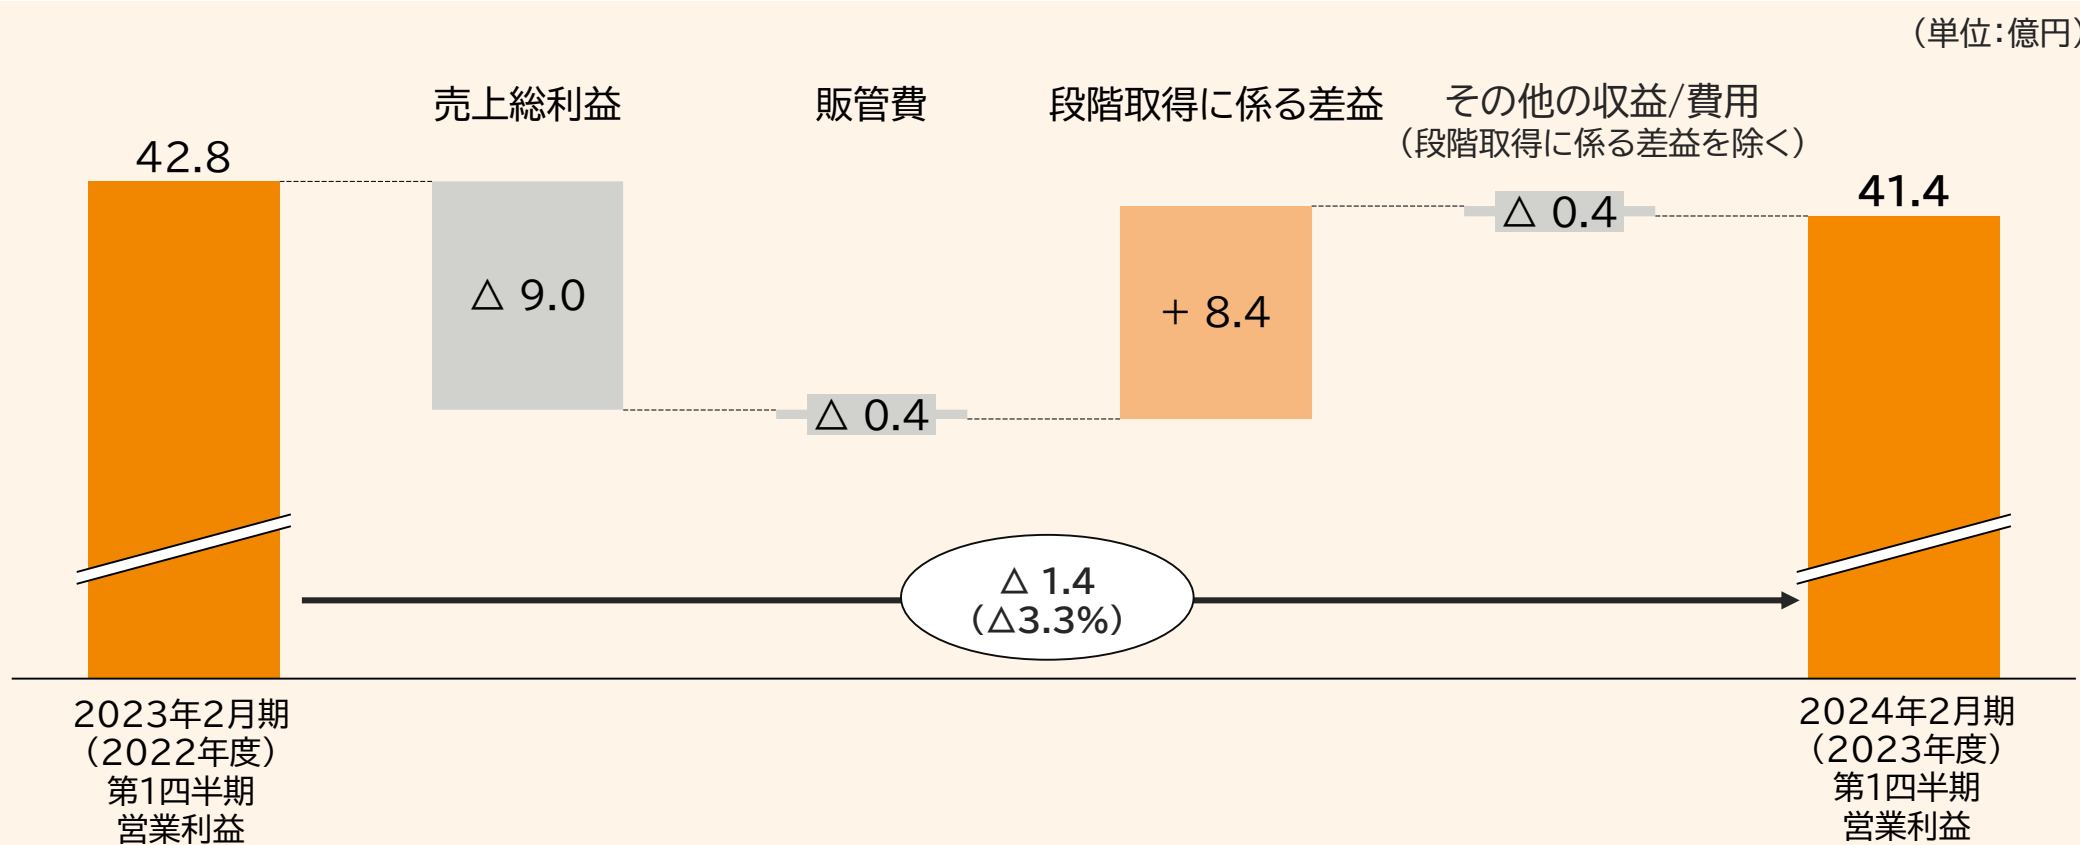 （単位：億円）
売上総利益
販管費
段階取得に係る差益
その他の収益/費用
（段階取得に係る差益を除く）
42.8
△ 9.0
△ 0.4
+ 8.4
△ 0.4
41.4
△ 1.4
（△3.3%）
2023年2月期
（2022年度）
第1四半期
営業利益
2024年2月期
（2023年度）
第1四半期
営業利益